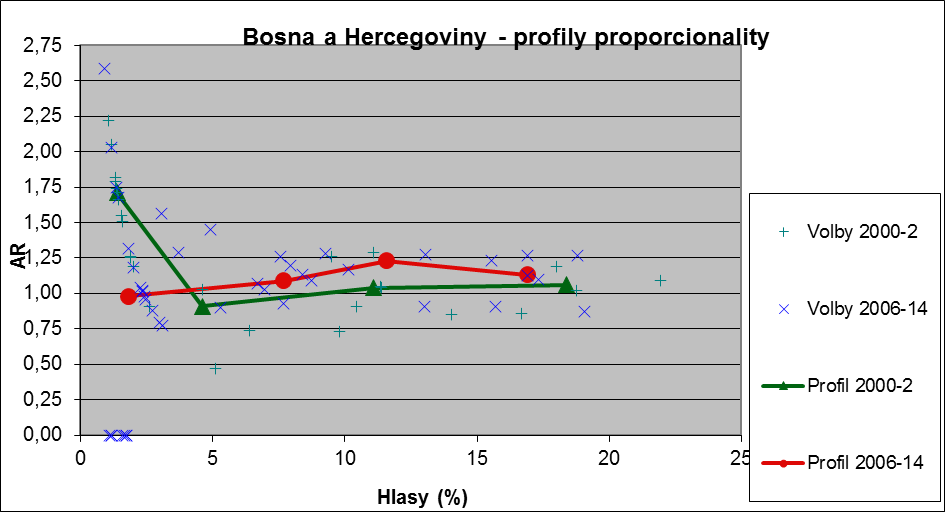 Bosna a Hercegoviny - profily proporcionality
2,75
2,50
2,25
2,00
1,75
1,50
1,25
1,00
0,75
0,50
0,25
0,00
AR
0 5 10 15 20 25
Hlasy (%)
Volby 2000-2
Volby 2006-14
Profil 2000-2
Profil 2006-14